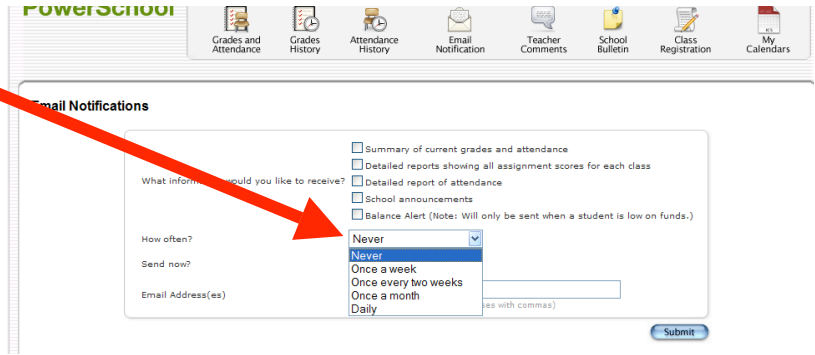 PowerSchool
Grades and Attendance
Grades History
Attendance History
Email Notification
Teacher Comments
School Bulletin
Class Registration
My Calendars
Email Notifications
What would you like to receive?
Summary of current grades and attendance
Detailed reports showing all assignment scores for each class
Detailed report of attendance
School announcements
Balance Alert (Note: Will only be sent when a student is low on funds.)
How often?
Never
Never
Once a week
Once every two weeks
Once a month
Daily
Send now?
Email Address(es)
with commas)
Submit